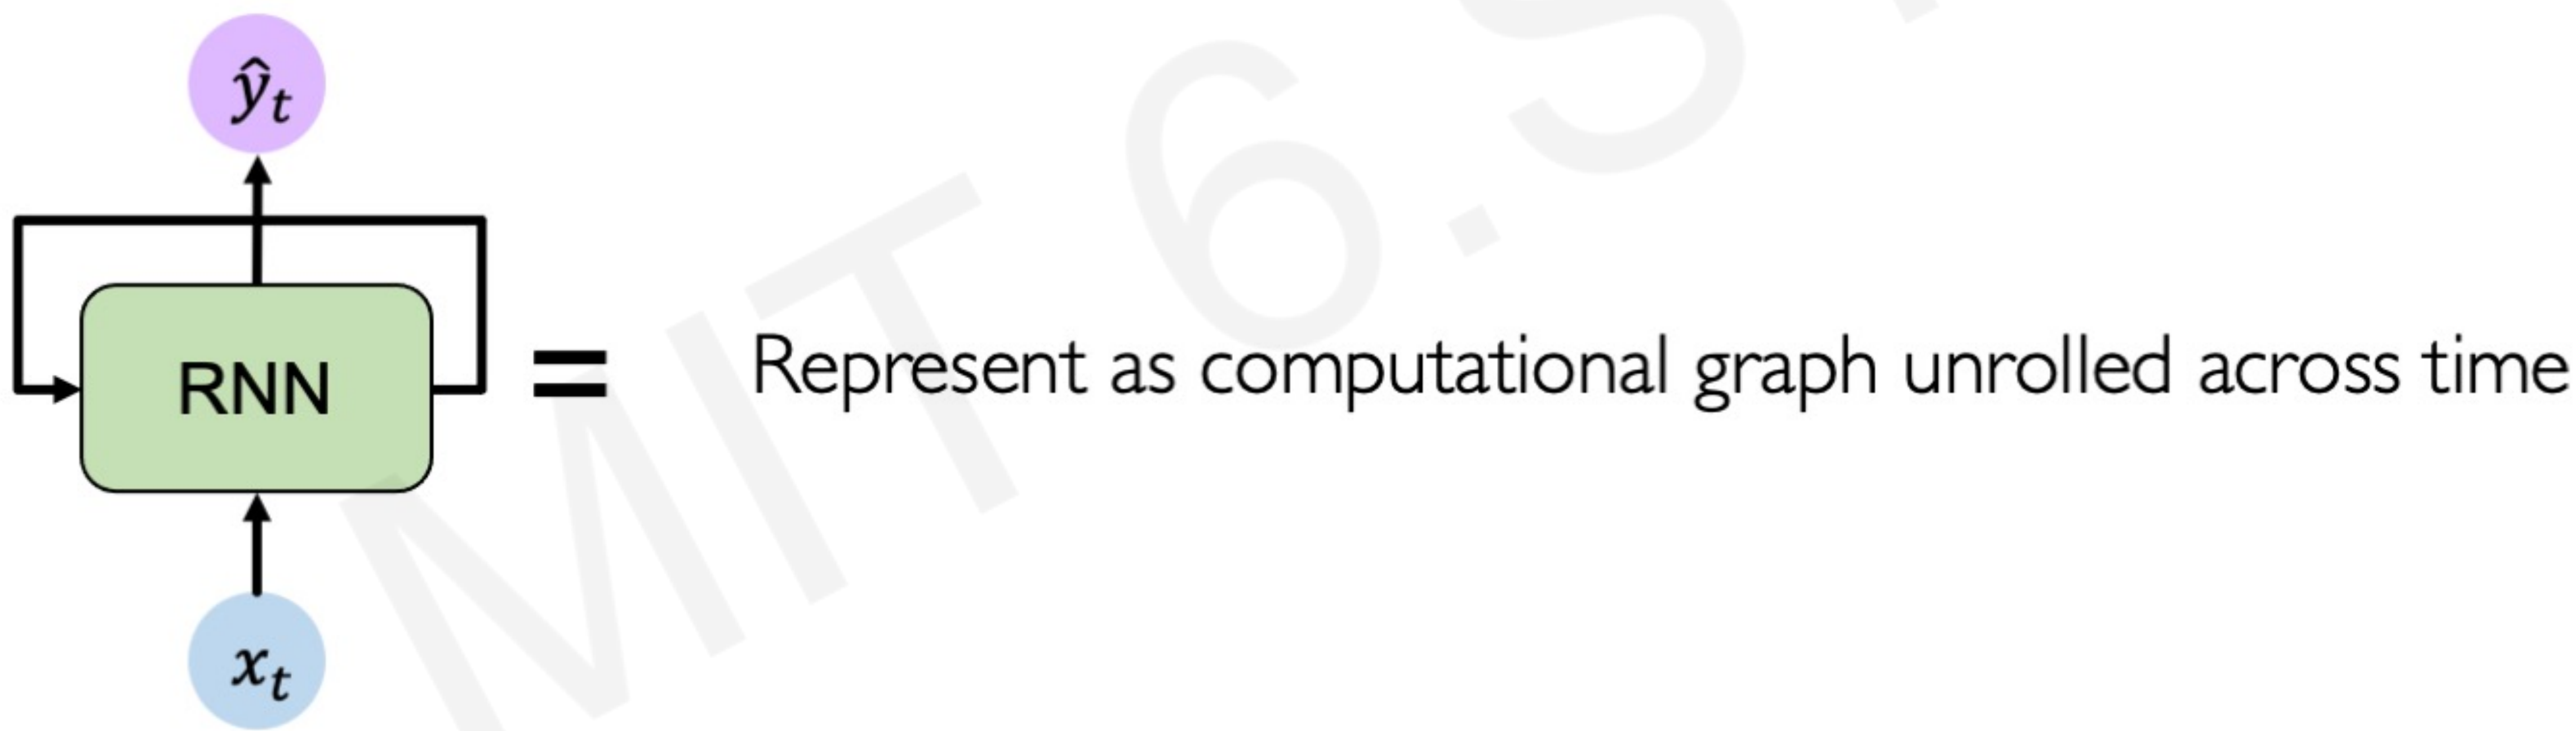 ŷₜ
RNN
= Represent as computational graph unrolled across time
xₜ
MIT 6.S